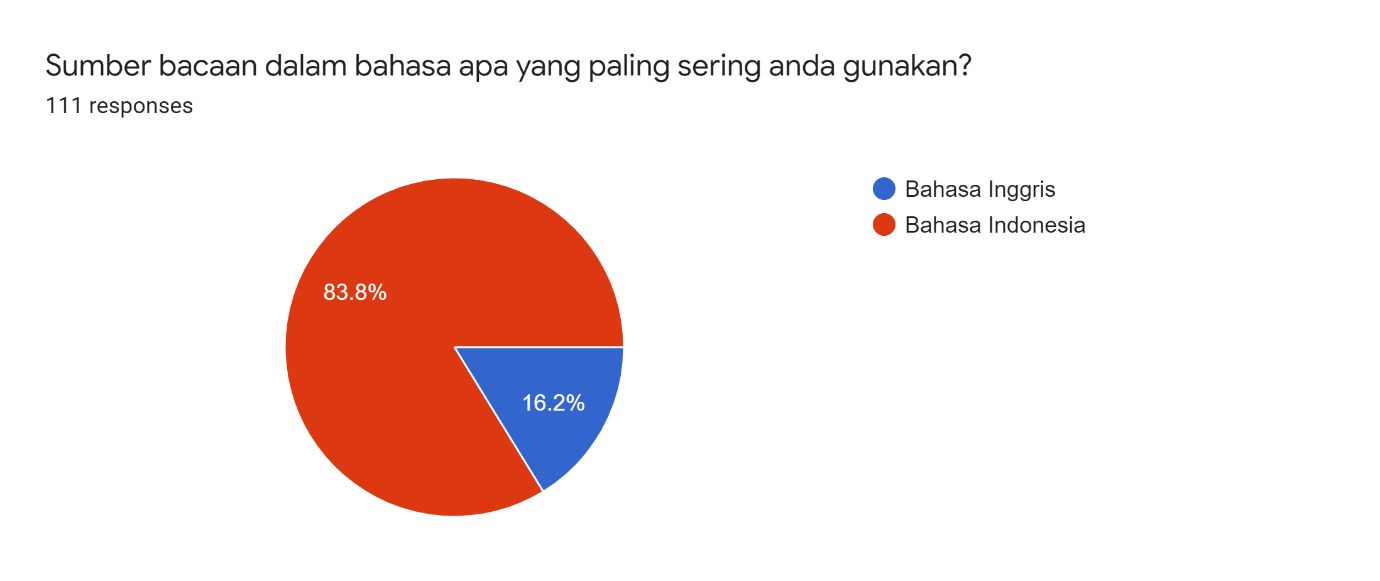 Sumber bacaan dalam bahasa apa yang paling sering anda gunakan?
111 responses
Bahasa Inggris
Bahasa Indonesia
83.8%
16.2%